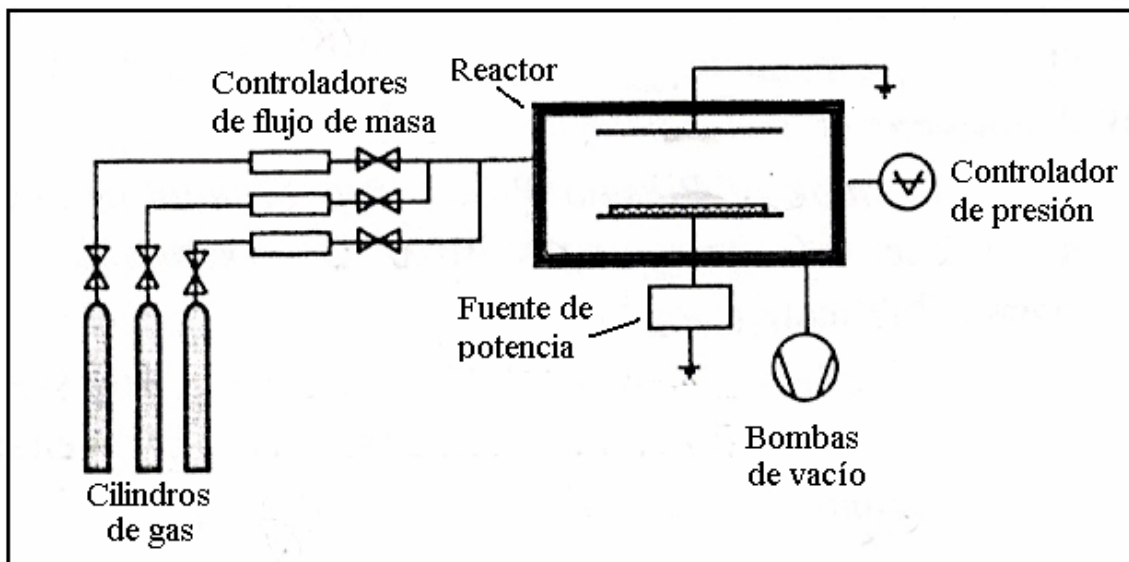 Controladores
de flujo de masa
Reactor
Controlador
de presión
Fuente de
potencia
Bombas
de vacío
Cilindros
de gas